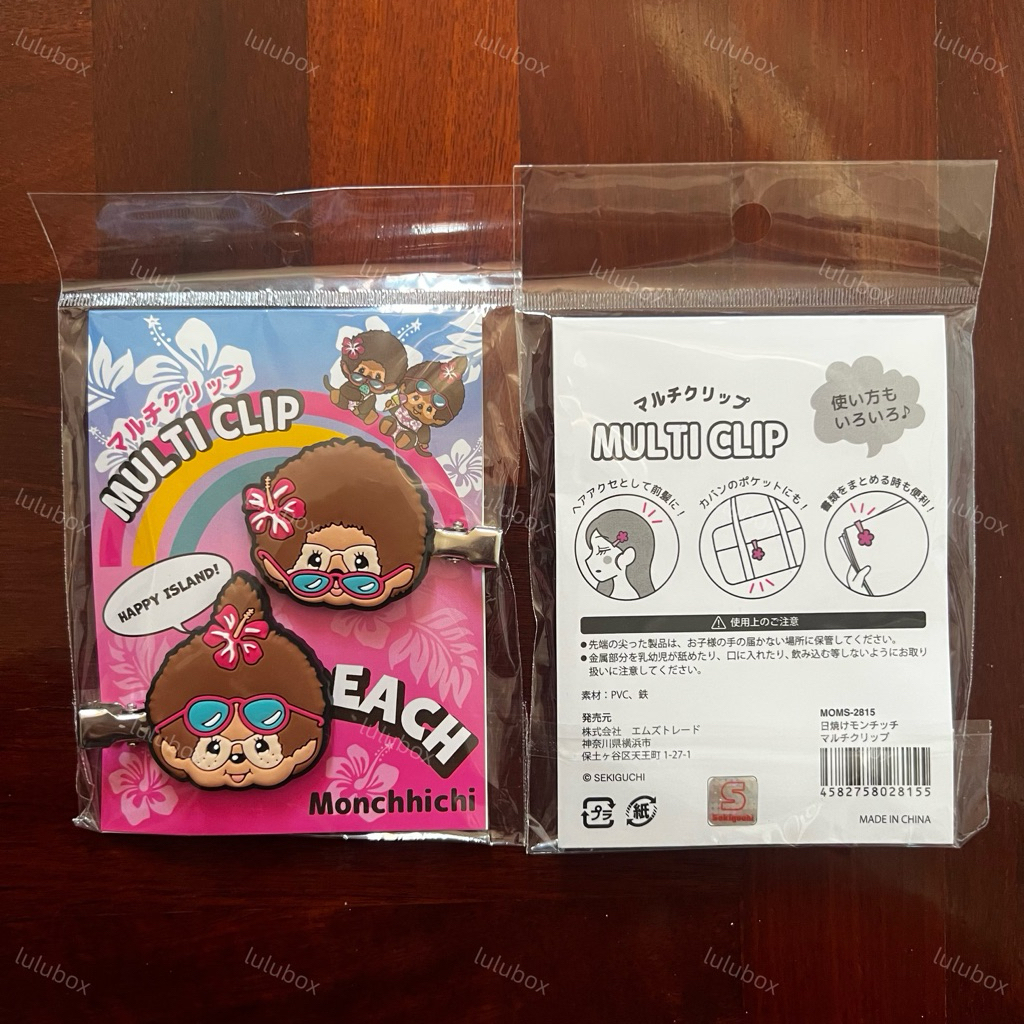 マルチクリップ
MULTI CLIP
HAPPY ISLAND!
EACH
Monchhichi
マルチクリップ
MULTI CLIP
使い方も
いろいろ♪
ヘアアクセとして前髪に!
カバンのポケットにも!
書類をまとめる時も便利!
使用上のご注意
●先端の尖った製品は、お子様の手の届かない場所に保管してください。
●金属部分を乳幼児が舐めたり、口に入れたり、飲み込む等しないようにお取り
扱いに注意してください。
素材：PVC、鉄
発売元
株式会社　エムズトレード
神奈川県横浜市
保土ヶ谷区天王町1-27-1
© SEKIGUCHI
MOMS-2815
日焼けモンチッチ
マルチクリップ
4582758028155
プラ
紙
S
Sekiguchi
MADE IN CHINA
lulubox